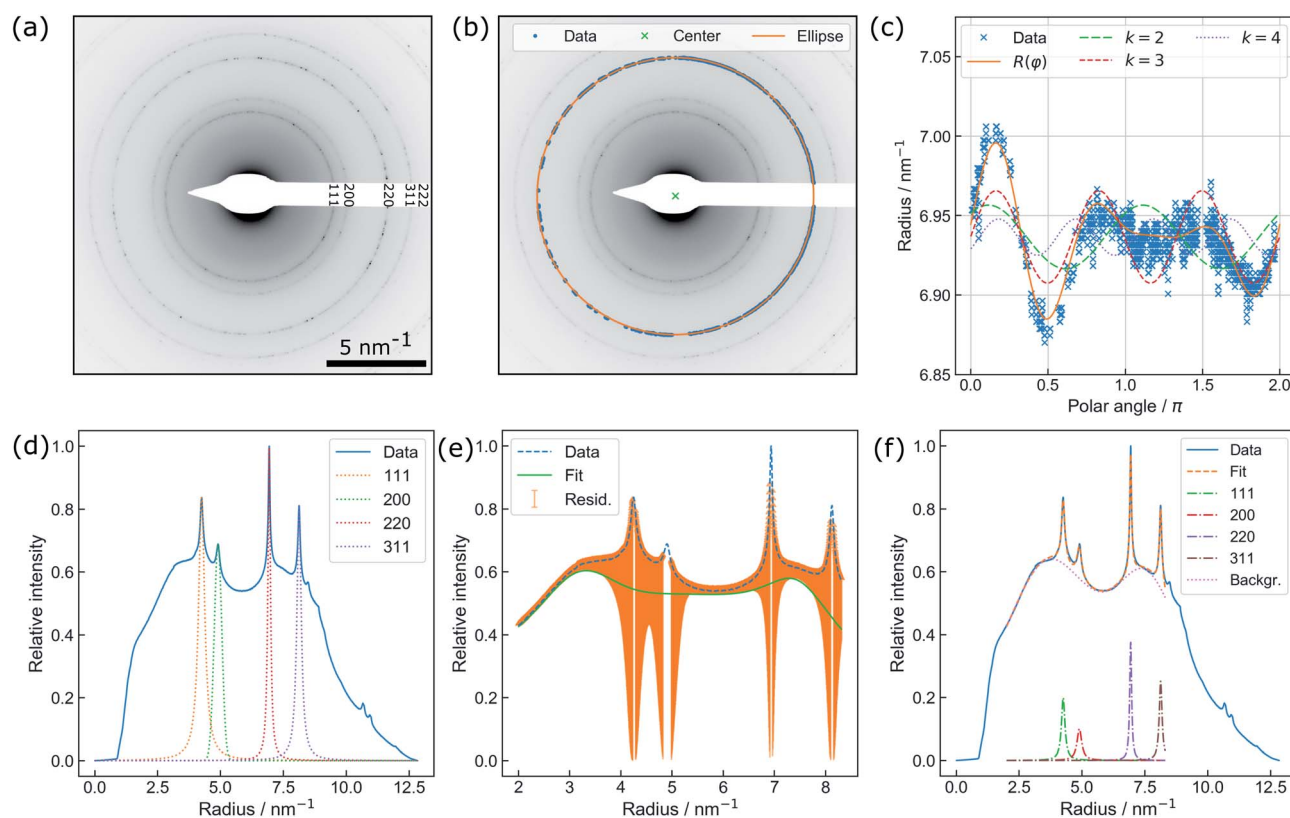 (a)
111
200
220
311
222
5 nm⁻¹
(b)
Data
Center
Ellipse
(c)
Data
R(φ)
k = 2
k = 3
k = 4
7.05
7.00
6.95
6.90
6.85
Radius / nm⁻¹
0.0 0.5 1.0 1.5 2.0
Polar angle / π
(d)
Data
111
200
220
311
1.0
0.8
0.6
0.4
0.2
0.0
Relative intensity
0.0 2.5 5.0 7.5 10.0 12.5
Radius / nm⁻¹
(e)
Data
Fit
Resid.
1.0
0.8
0.6
0.4
0.2
0.0
Relative intensity
2 3 4 5 6 7 8
Radius / nm⁻¹
(f)
Data
Fit
111
200
220
311
Backgr.
1.0
0.8
0.6
0.4
0.2
0.0
Relative intensity
0.0 2.5 5.0 7.5 10.0 12.5
Radius / nm⁻¹